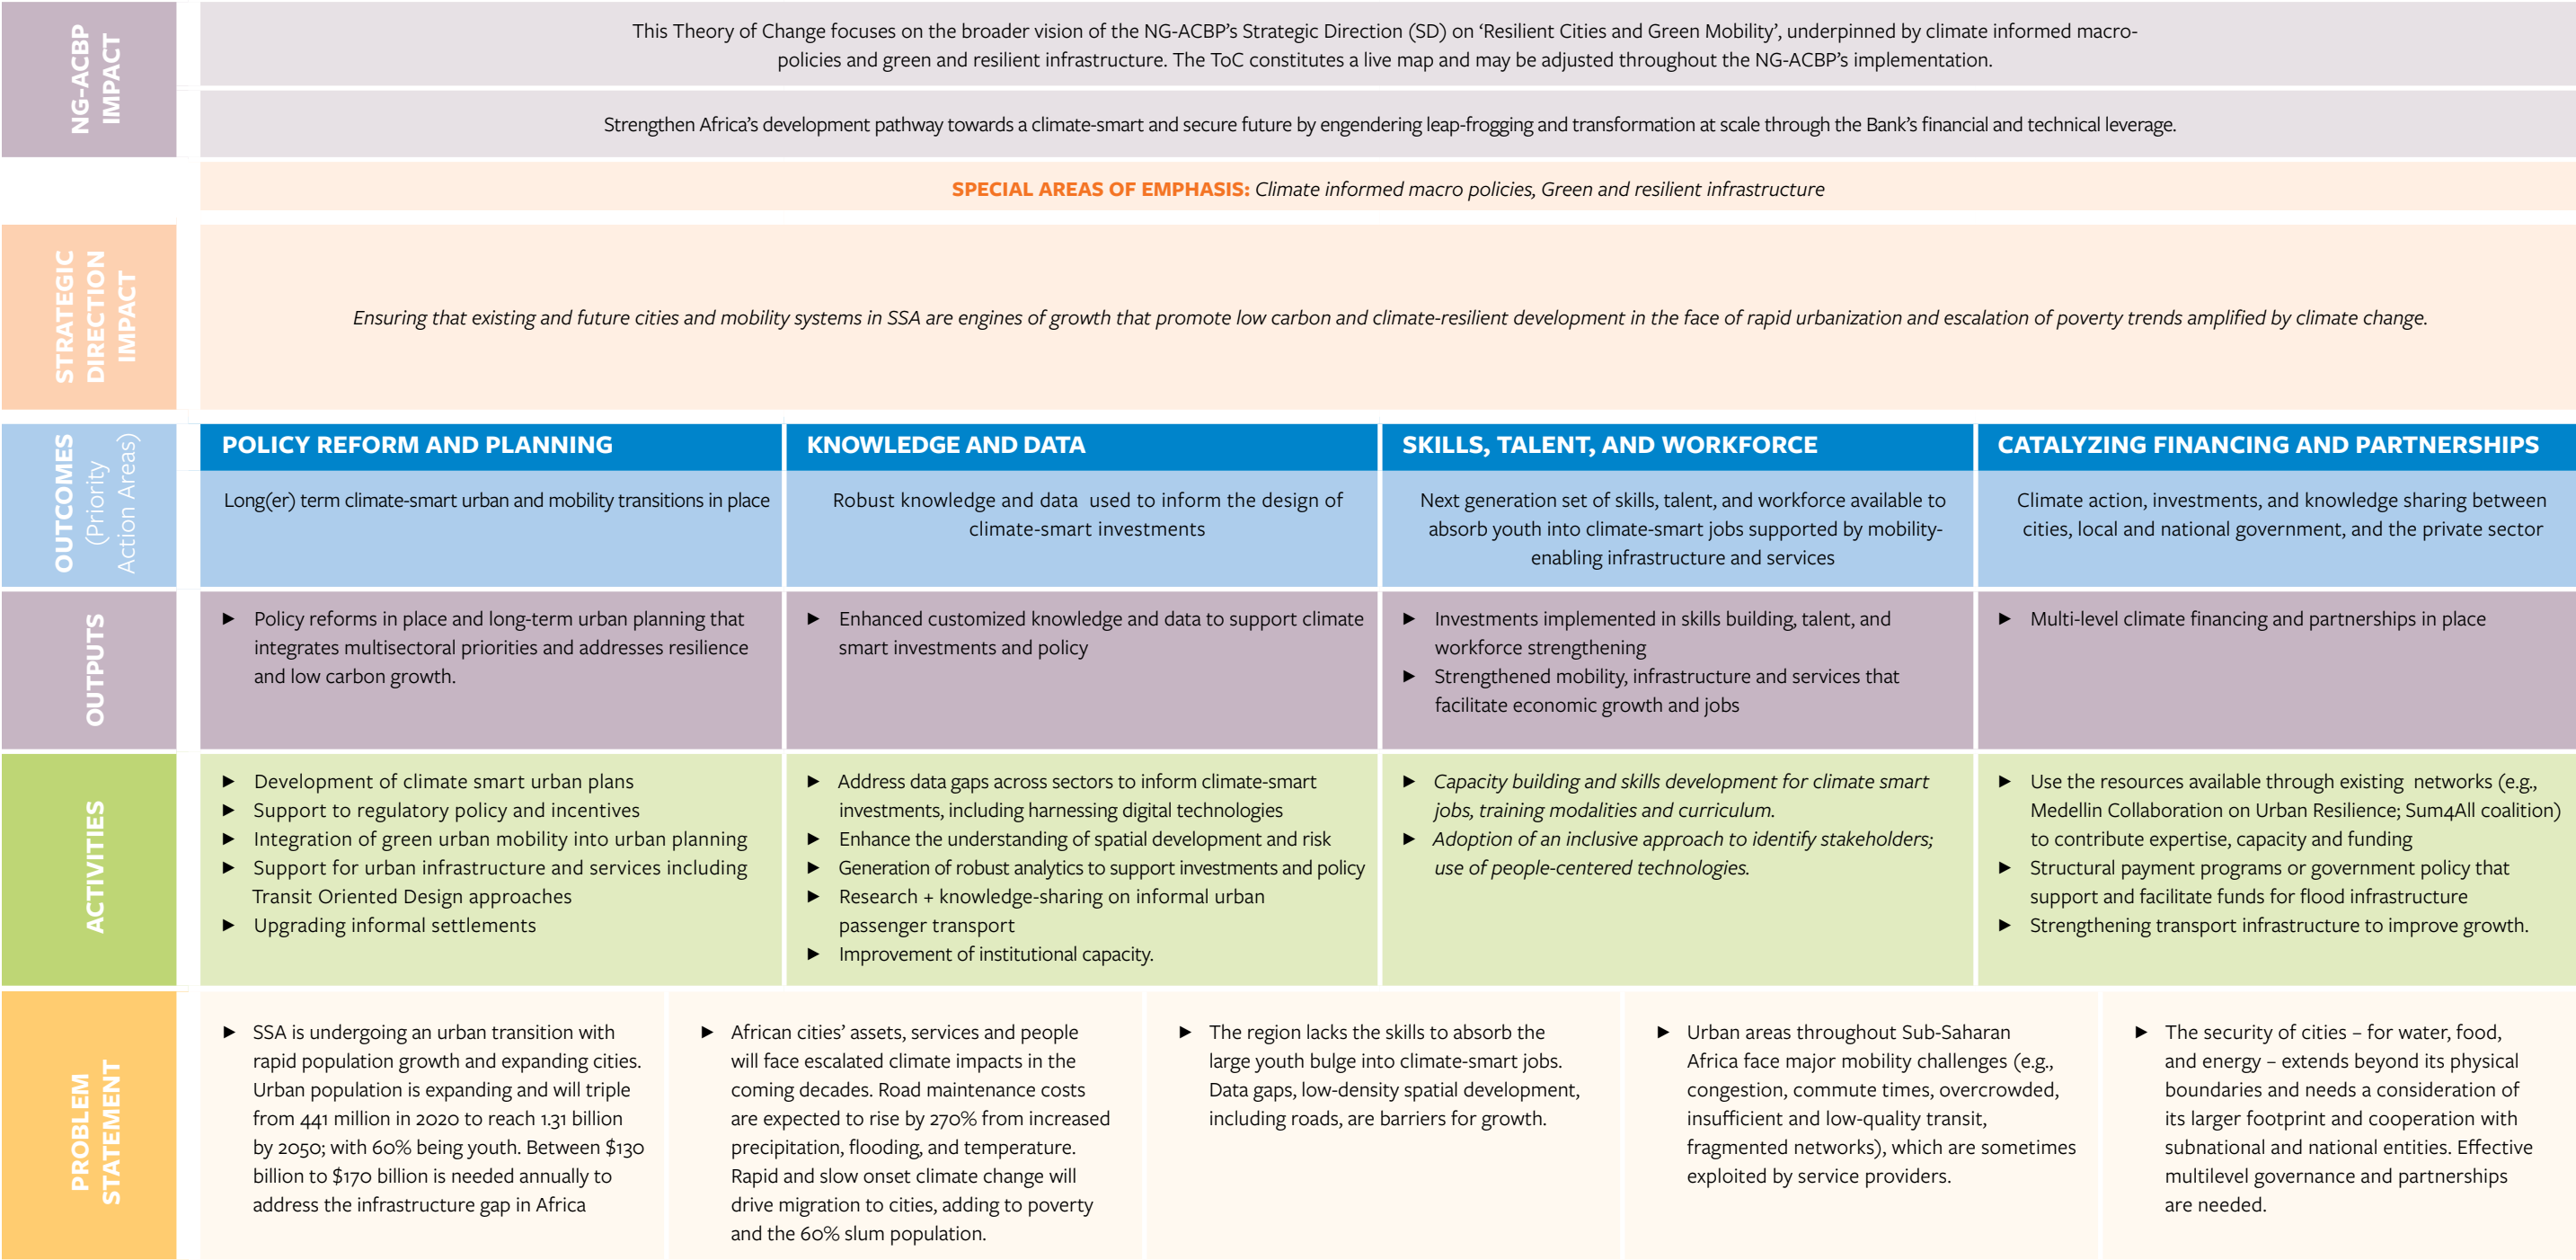 NG-ACBP
IMPACT
This Theory of Change focuses on the broader vision of the NG-ACBP’s Strategic Direction (SD) on ‘Resilient Cities and Green Mobility’, underpinned by climate informed macro-
policies and green and resilient infrastructure. The ToC constitutes a live map and may be adjusted throughout the NG-ACBP’s implementation.
Strengthen Africa’s development pathway towards a climate-smart and secure future by engendering leap-frogging and transformation at scale through the Bank’s financial and technical leverage.
SPECIAL AREAS OF EMPHASIS: Climate informed macro policies, Green and resilient infrastructure
STRATEGIC
DIRECTION
IMPACT
Ensuring that existing and future cities and mobility systems in SSA are engines of growth that promote low carbon and climate-resilient development in the face of rapid urbanization and escalation of poverty trends amplified by climate change.
OUTCOMES
(Priority
Action Areas)
POLICY REFORM AND PLANNING
Long(er) term climate-smart urban and mobility transitions in place
KNOWLEDGE AND DATA
Robust knowledge and data used to inform the design of
climate-smart investments
SKILLS, TALENT, AND WORKFORCE
Next generation set of skills, talent, and workforce available to
absorb youth into climate-smart jobs supported by mobility-
enabling infrastructure and services
CATALYZING FINANCING AND PARTNERSHIPS
Climate action, investments, and knowledge sharing between
cities, local and national government, and the private sector
OUTPUTS
► Policy reforms in place and long-term urban planning that
integrates multisectoral priorities and addresses resilience
and low carbon growth.
► Enhanced customized knowledge and data to support climate
smart investments and policy
► Investments implemented in skills building, talent, and
workforce strengthening
► Strengthened mobility, infrastructure and services that
facilitate economic growth and jobs
► Multi-level climate financing and partnerships in place
ACTIVITIES
► Development of climate smart urban plans
► Support to regulatory policy and incentives
► Integration of green urban mobility into urban planning
► Support for urban infrastructure and services including
Transit Oriented Design approaches
► Upgrading informal settlements
► Address data gaps across sectors to inform climate-smart
investments, including harnessing digital technologies
► Enhance the understanding of spatial development and risk
► Generation of robust analytics to support investments and policy
► Research + knowledge-sharing on informal urban
passenger transport
► Improvement of institutional capacity.
► Capacity building and skills development for climate smart
jobs, training modalities and curriculum.
► Adoption of an inclusive approach to identify stakeholders;
use of people-centered technologies.
► Use the resources available through existing networks (e.g.,
Medellin Collaboration on Urban Resilience; Sum4All coalition)
to contribute expertise, capacity and funding
► Structural payment programs or government policy that
support and facilitate funds for flood infrastructure
► Strengthening transport infrastructure to improve growth.
PROBLEM
STATEMENT
► SSA is undergoing an urban transition with
rapid population growth and expanding cities.
Urban population is expanding and will triple
from 441 million in 2020 to reach 1.31 billion
by 2050; with 60% being youth. Between $130
billion to $170 billion is needed annually to
address the infrastructure gap in Africa
► African cities’ assets, services and people
will face escalated climate impacts in the
coming decades. Road maintenance costs
are expected to rise by 270% from increased
precipitation, flooding, and temperature.
Rapid and slow onset climate change will
drive migration to cities, adding to poverty
and the 60% slum population.
► The region lacks the skills to absorb the
large youth bulge into climate-smart jobs.
Data gaps, low-density spatial development,
including roads, are barriers for growth.
► Urban areas throughout Sub-Saharan
Africa face major mobility challenges (e.g.,
congestion, commute times, overcrowded,
insufficient and low-quality transit,
fragmented networks), which are sometimes
exploited by service providers.
► The security of cities – for water, food,
and energy – extends beyond its physical
boundaries and needs a consideration of
its larger footprint and cooperation with
subnational and national entities. Effective
multilevel governance and partnerships
are needed.